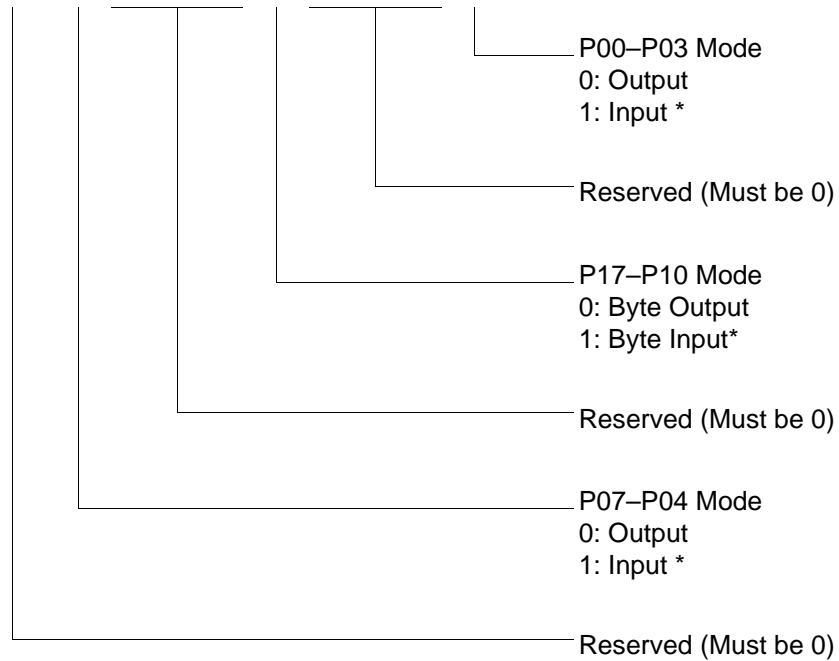 P00–P03 Mode
0: Output
1: Input *
Reserved (Must be 0)
P17–P10 Mode
0: Byte Output
1: Byte Input*
Reserved (Must be 0)
P07–P04 Mode
0: Output
1: Input *
Reserved (Must be 0)